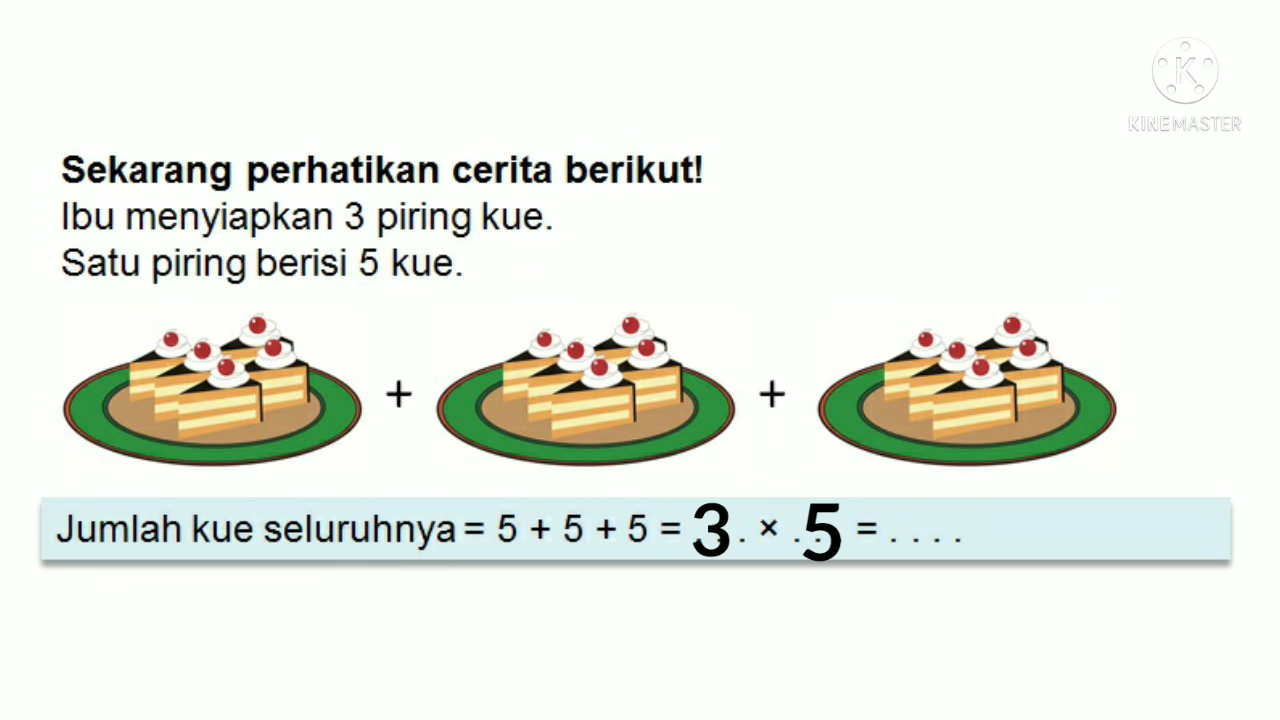 KINEMASTER
Sekarang perhatikan cerita berikut!
Ibu menyiapkan 3 piring kue.
Satu piring berisi 5 kue.
+ +
Jumlah kue seluruhnya = 5 + 5 + 5 = 3 . × . 5 = . . . .